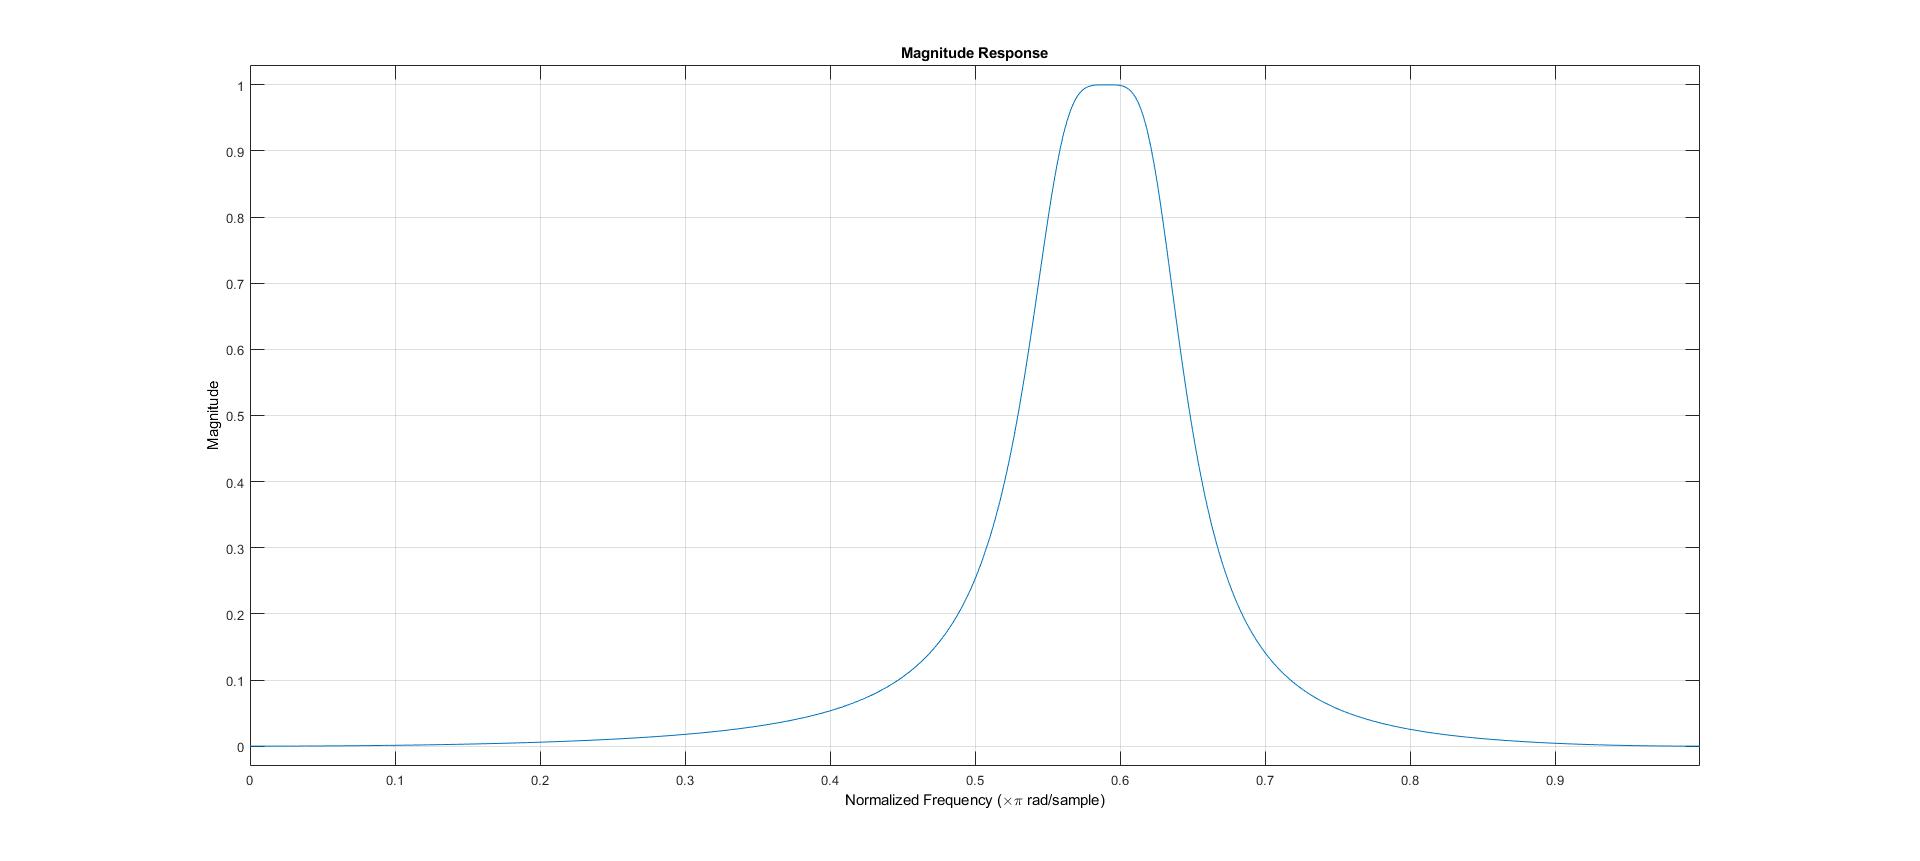 Magnitude Response
1
0.9
0.8
0.7
0.6
0.5
0.4
0.3
0.2
0.1
0
Magnitude
0 0.1 0.2 0.3 0.4 0.5 0.6 0.7 0.8 0.9
Normalized Frequency (×π rad/sample)